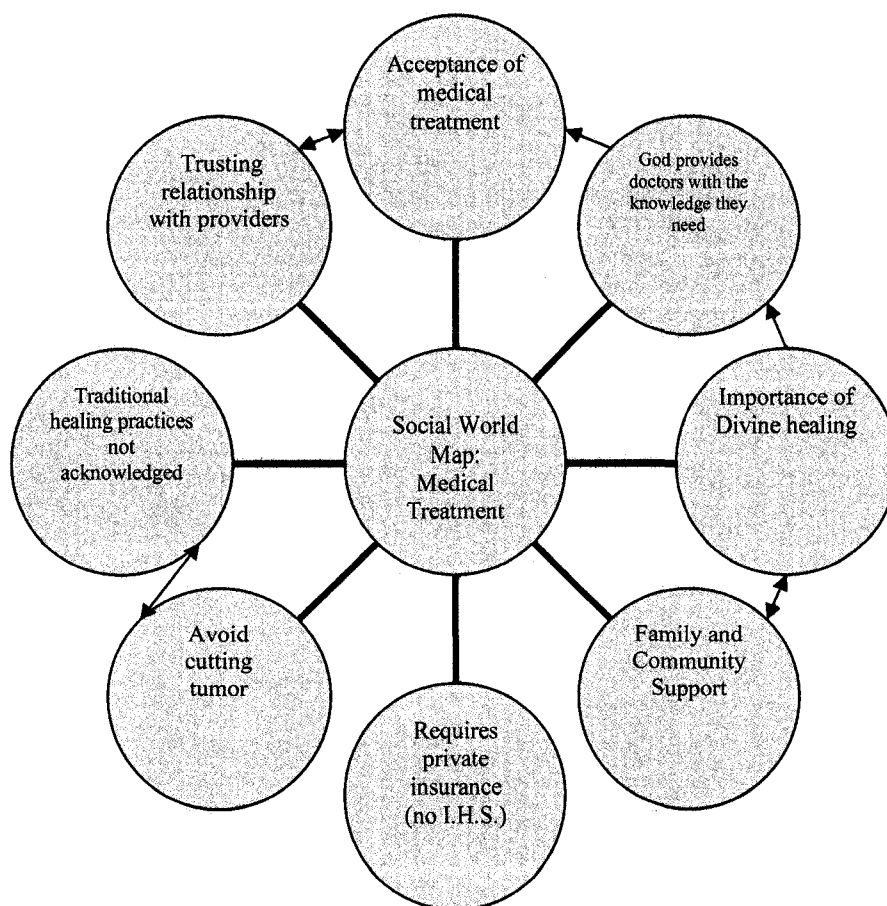 Acceptance of
medical
treatment
Trusting
relationship
with providers
God provides
doctors with the
knowledge they
need
Traditional
healing practices
not
acknowledged
Social World
Map:
Medical
Treatment
Importance of
Divine healing
Avoid
cutting
tumor
Family and
Community
Support
Requires
private
insurance
(no I.H.S.)